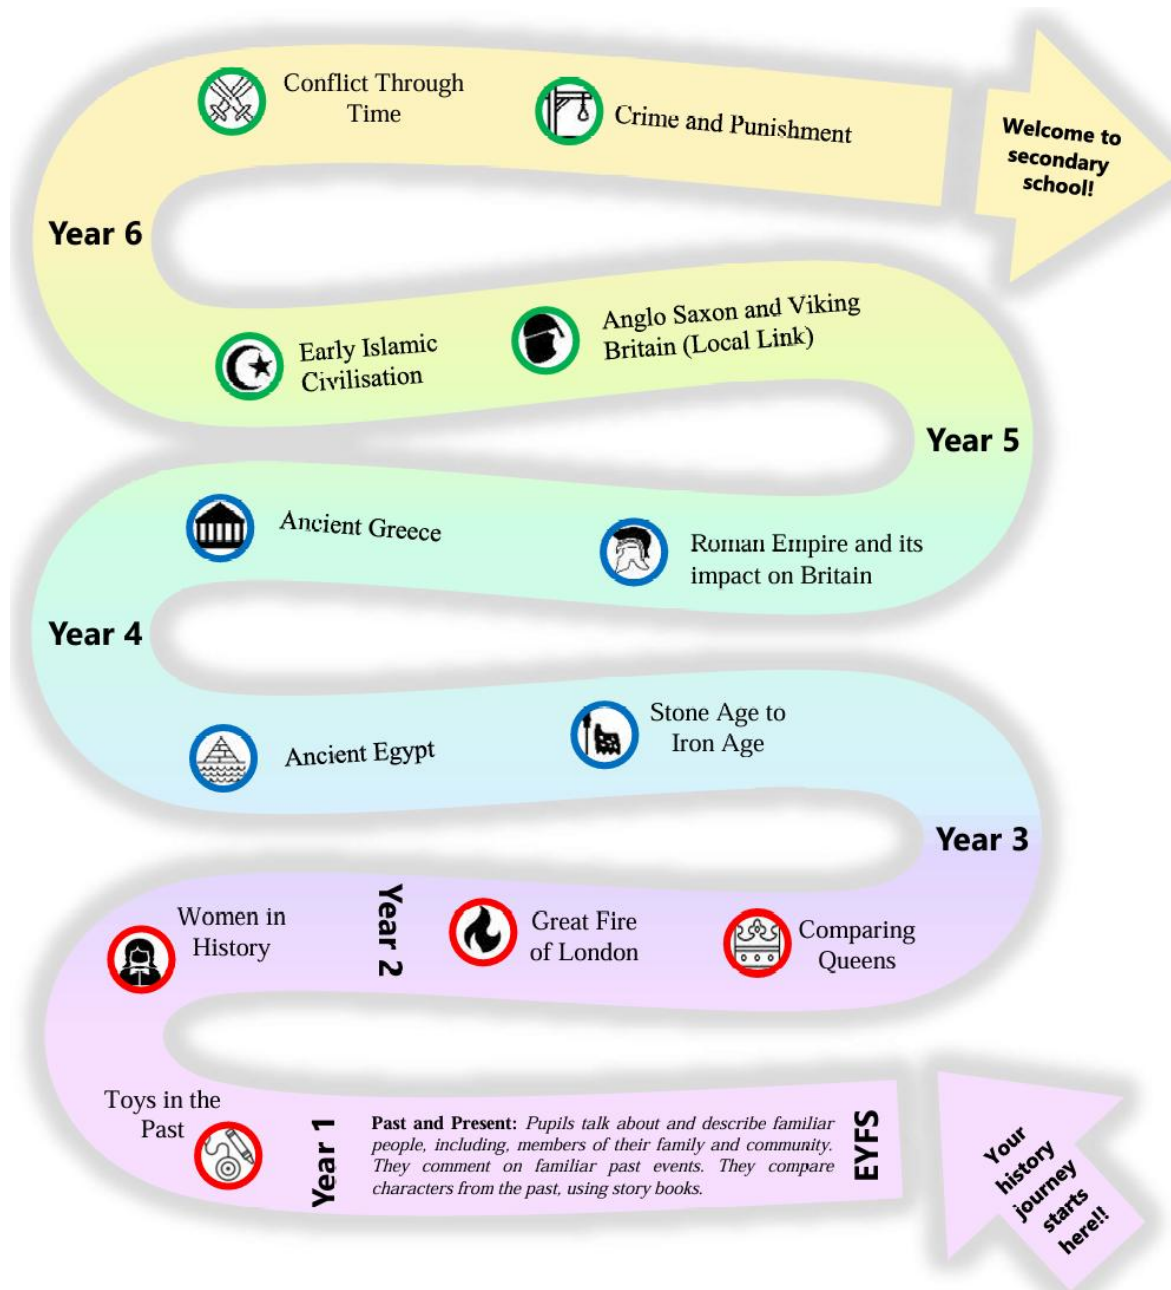 Conflict Through
Time
Crime and Punishment
Welcome to
secondary
school!
Year 6
Early Islamic
Civilisation
Anglo Saxon and Viking
Britain (Local Link)
Year 5
Ancient Greece
Roman Empire and its
impact on Britain
Year 4
Ancient Egypt
Stone Age to
Iron Age
Year 3
Women in
History
Year 2
Great Fire
of London
Comparing
Queens
Toys in the
Past
Year 1
Past and Present: Pupils talk about and describe familiar
people, including, members of their family and community.
They comment on familiar past events. They compare
characters from the past, using story books.
EYFS
Your
history
journey
starts
here!!